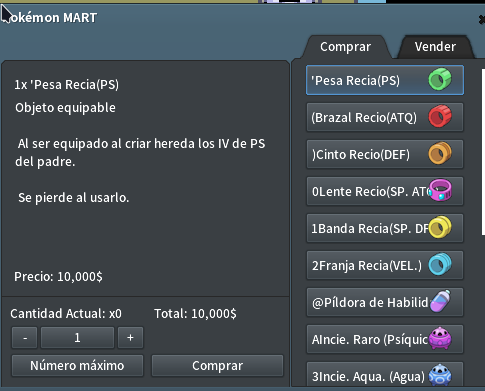 okémon MART
Comprar
Vender
1x 'Pesa Recia(PS)
Objeto equipable
Al ser equipado al criar hereda los IV de PS
del padre.
Se pierde al usarlo.
Precio: 10,000$
Cantidad Actual: x0
Total: 10,000$
-
1
+
Número máximo
Comprar
'Pesa Recia(PS)
(Brazal Recio(ATQ)
)Cinto Recio(DEF)
0Lente Recio(SP. ATQ
1Banda Recia(SP. DF
2Franja Recia(VEL.)
@Píldora de Habilid
AIncie. Raro (Psíquic
3Incie. Aqua. (Agua)